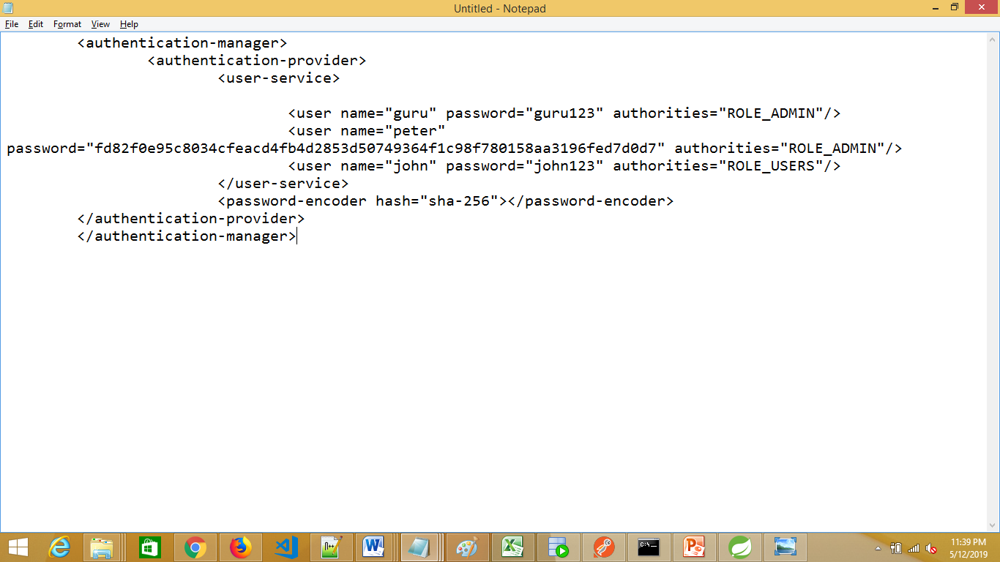 Untitled - Notepad
File Edit Format View Help
<authentication-manager>
<authentication-provider>
<user-service>
<user name="guru" password="guru123" authorities="ROLE_ADMIN"/>
<user name="peter"
password="fd82f0e95c8034cfeacd4fb4d2853d50749364f1c98f780158aa3196fed7d0d7" authorities="ROLE_ADMIN"/>
<user name="john" password="john123" authorities="ROLE_USERS"/>
</user-service>
<password-encoder hash="sha-256"></password-encoder>
</authentication-provider>
</authentication-manager>
11:39 PM
5/12/2019